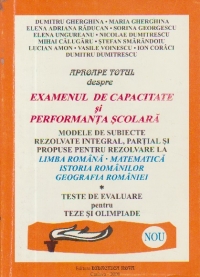 DUMITRU GHERGHINA • MARIA GHERGHINA
ELENA ADRIANA RĂDUCAN • SORINA GEORGESCU
ELENA UNGUREANU • NICOLAE DUMITRESCU
MIHAI CĂLUGĂRU • ȘTEFAN SMĂRĂNDOIU
LUCIAN AMON • VASILE VOINESCU • ION CORÂCI
DUMITRU DUMITRESCU
APROAPE TOTUL
despre
EXAMENUL DE CAPACITATE
și
PERFORMANȚA ȘCOLARĂ
MODELE DE SUBIECTE
REZOLVATE INTEGRAL, PARȚIAL ȘI
PROPUSE PENTRU REZOLVARE LA
LIMBA ROMÂNĂ • MATEMATICĂ
ISTORIA ROMÂNILOR
GEOGRAFIA ROMÂNIEI
*
TESTE DE EVALUARE
pentru
TEZE ȘI OLIMPIADE
NOU